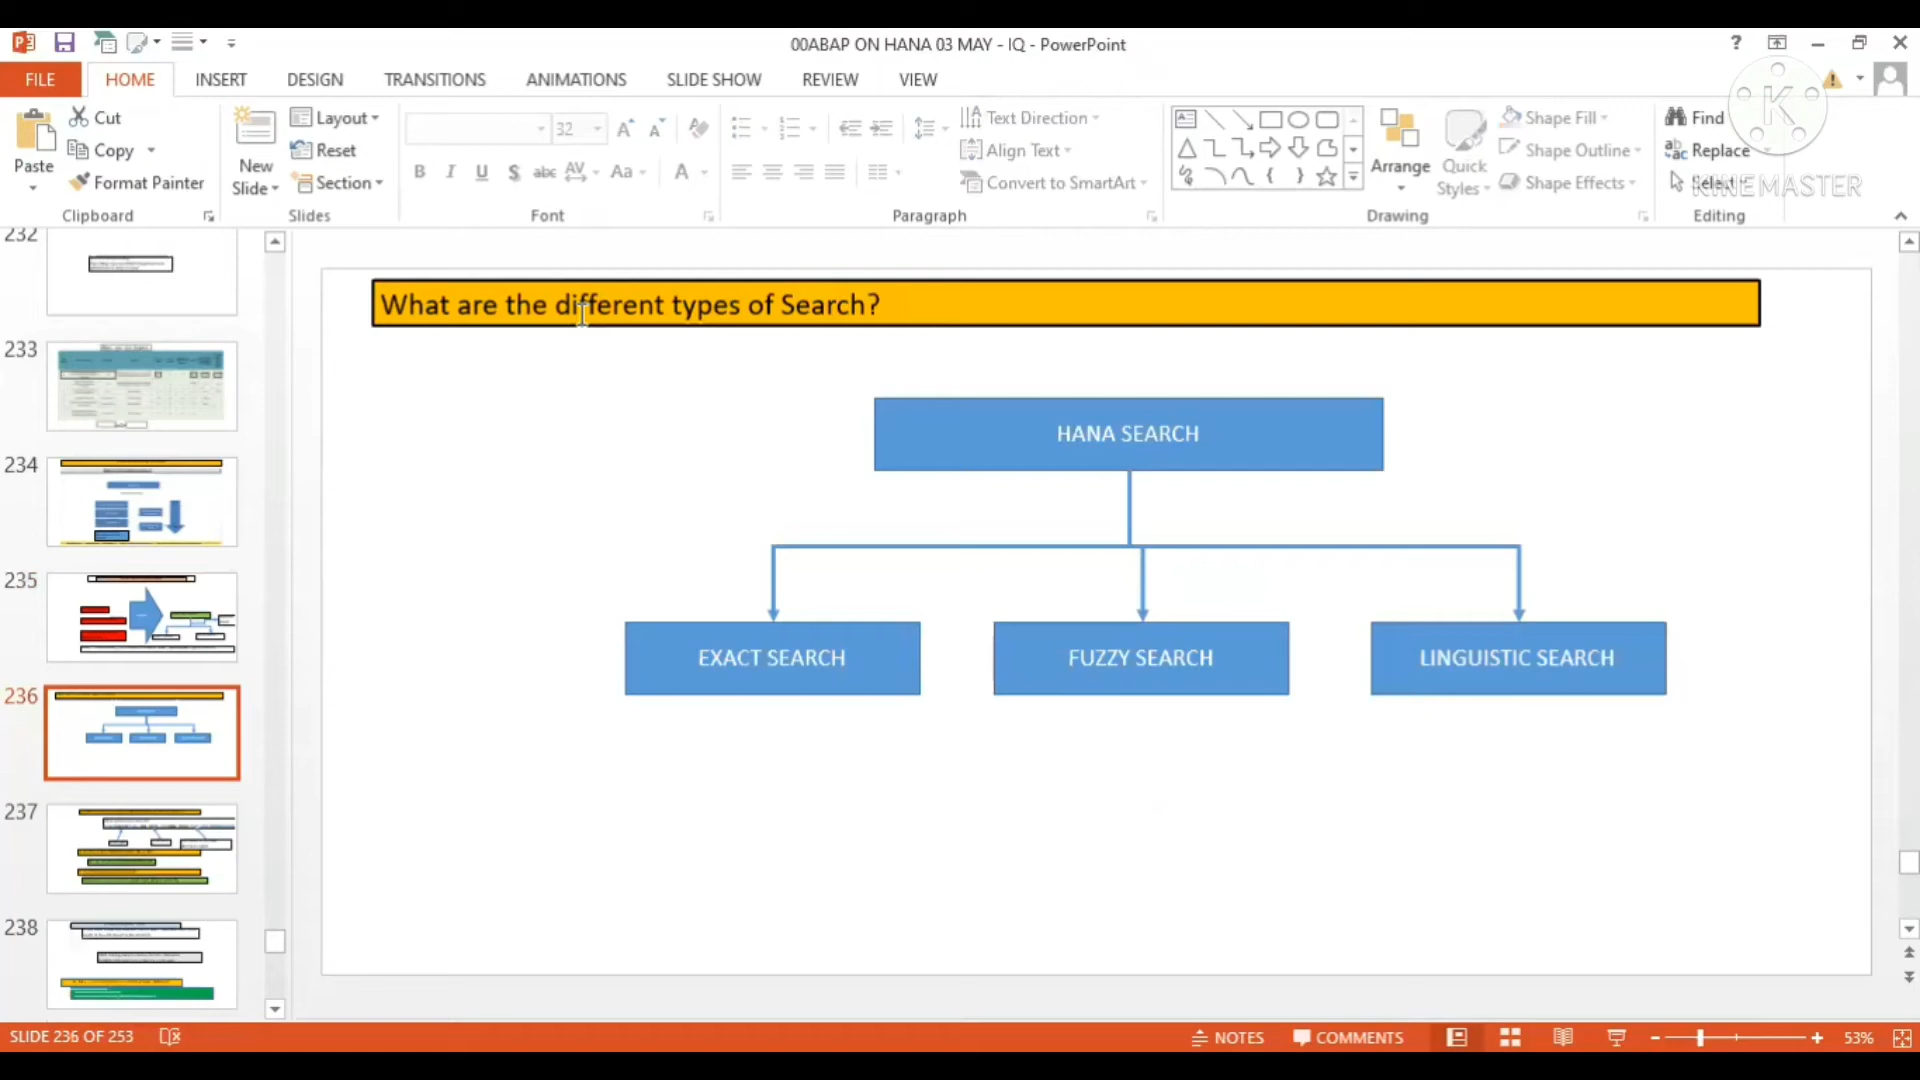 00ABAP ON HANA 03 MAY - IQ - PowerPoint
FILE HOME INSERT DESIGN TRANSITIONS ANIMATIONS SLIDE SHOW REVIEW VIEW
Paste
Cut
Copy
Format Painter
Clipboard
New
Slide
Layout
Reset
Section
Slides
32
Font
Text Direction
Align Text
Convert to SmartArt
Paragraph
Arrange
Quick
Styles
Shape Fill
Shape Outline
Shape Effects
Drawing
Find
Replace
Select
Editing
K
KINEMASTER
232
233
234
235
236
237
238
What are the different types of Search?
HANA SEARCH
EXACT SEARCH
FUZZY SEARCH
LINGUISTIC SEARCH
SLIDE 236 OF 253
NOTES
COMMENTS
53%